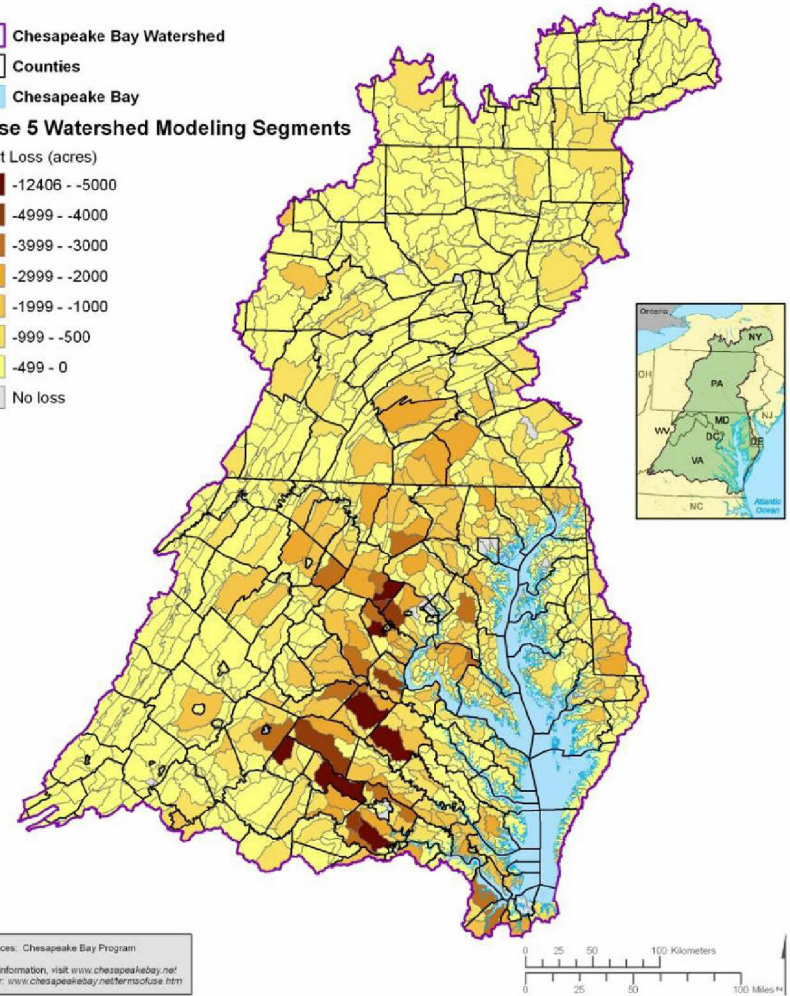 Chesapeake Bay Watershed
Counties
Chesapeake Bay
se 5 Watershed Modeling Segments
t Loss (acres)
-12406 - -5000
-4999 - -4000
-3999 - -3000
-2999 - -2000
-1999 - -1000
-999 - -500
-499 - 0
No loss
Ontario
NY
OH
PA
NJ
MD
WV
DC
DE
VA
NC
Atlantic
Ocean
ces: Chesapeake Bay Program
nformation, visit www.chesapeakebay.net
r: www.chesapeakebay.net/termsofuse.htm
0 25 50 100 Kilometers
0 25 50 100 Miles
N